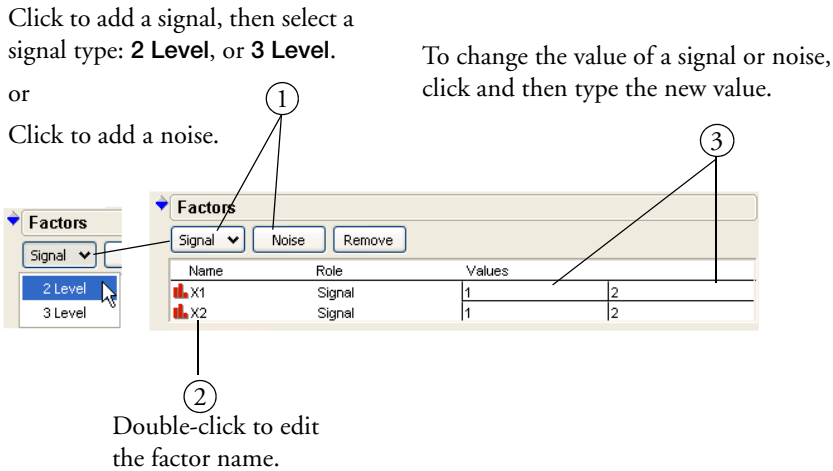 Click to add a signal, then select a
signal type: 2 Level, or 3 Level.
or
Click to add a noise.
To change the value of a signal or noise,
click and then type the new value.
1
3
Factors
Signal
2 Level
3 Level
Factors
Signal Noise Remove
Name Role Values
X1 Signal 1 2
X2 Signal 1 2
2
Double-click to edit
the factor name.